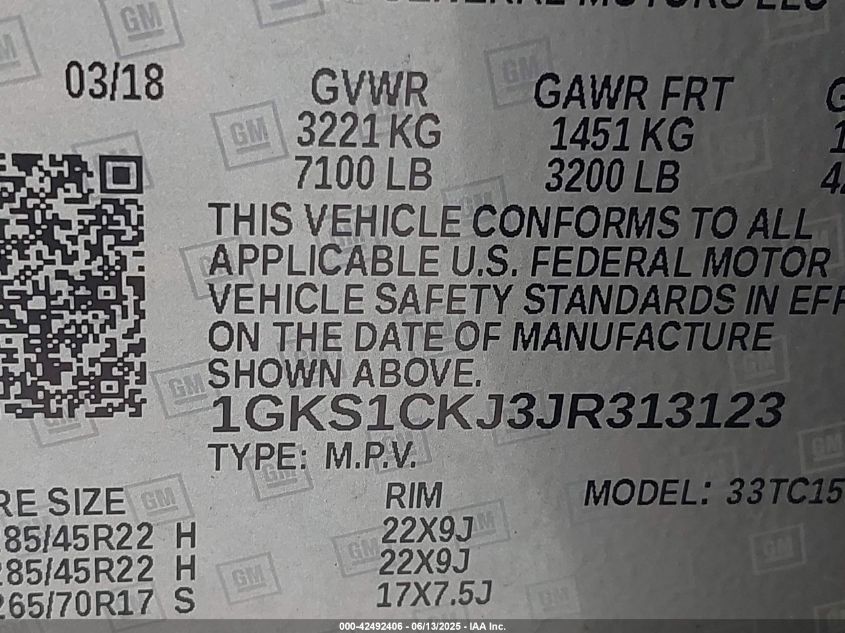 GENERAL MOTORS LLC
03/18 GVWR GAWR FRT
3221 KG 1451 KG
7100 LB 3200 LB
THIS VEHICLE CONFORMS TO ALL
APPLICABLE U.S. FEDERAL MOTOR
VEHICLE SAFETY STANDARDS IN EFF
ON THE DATE OF MANUFACTURE
SHOWN ABOVE.
1GKS1CKJ3JR313123
TYPE: M.P.V.
RE SIZE RIM MODEL: 33TC15
285/45R22 H 22X9J
285/45R22 H 22X9J
265/70R17 S 17X7.5J
000-42492406 - 06/13/2025 - IAA Inc.